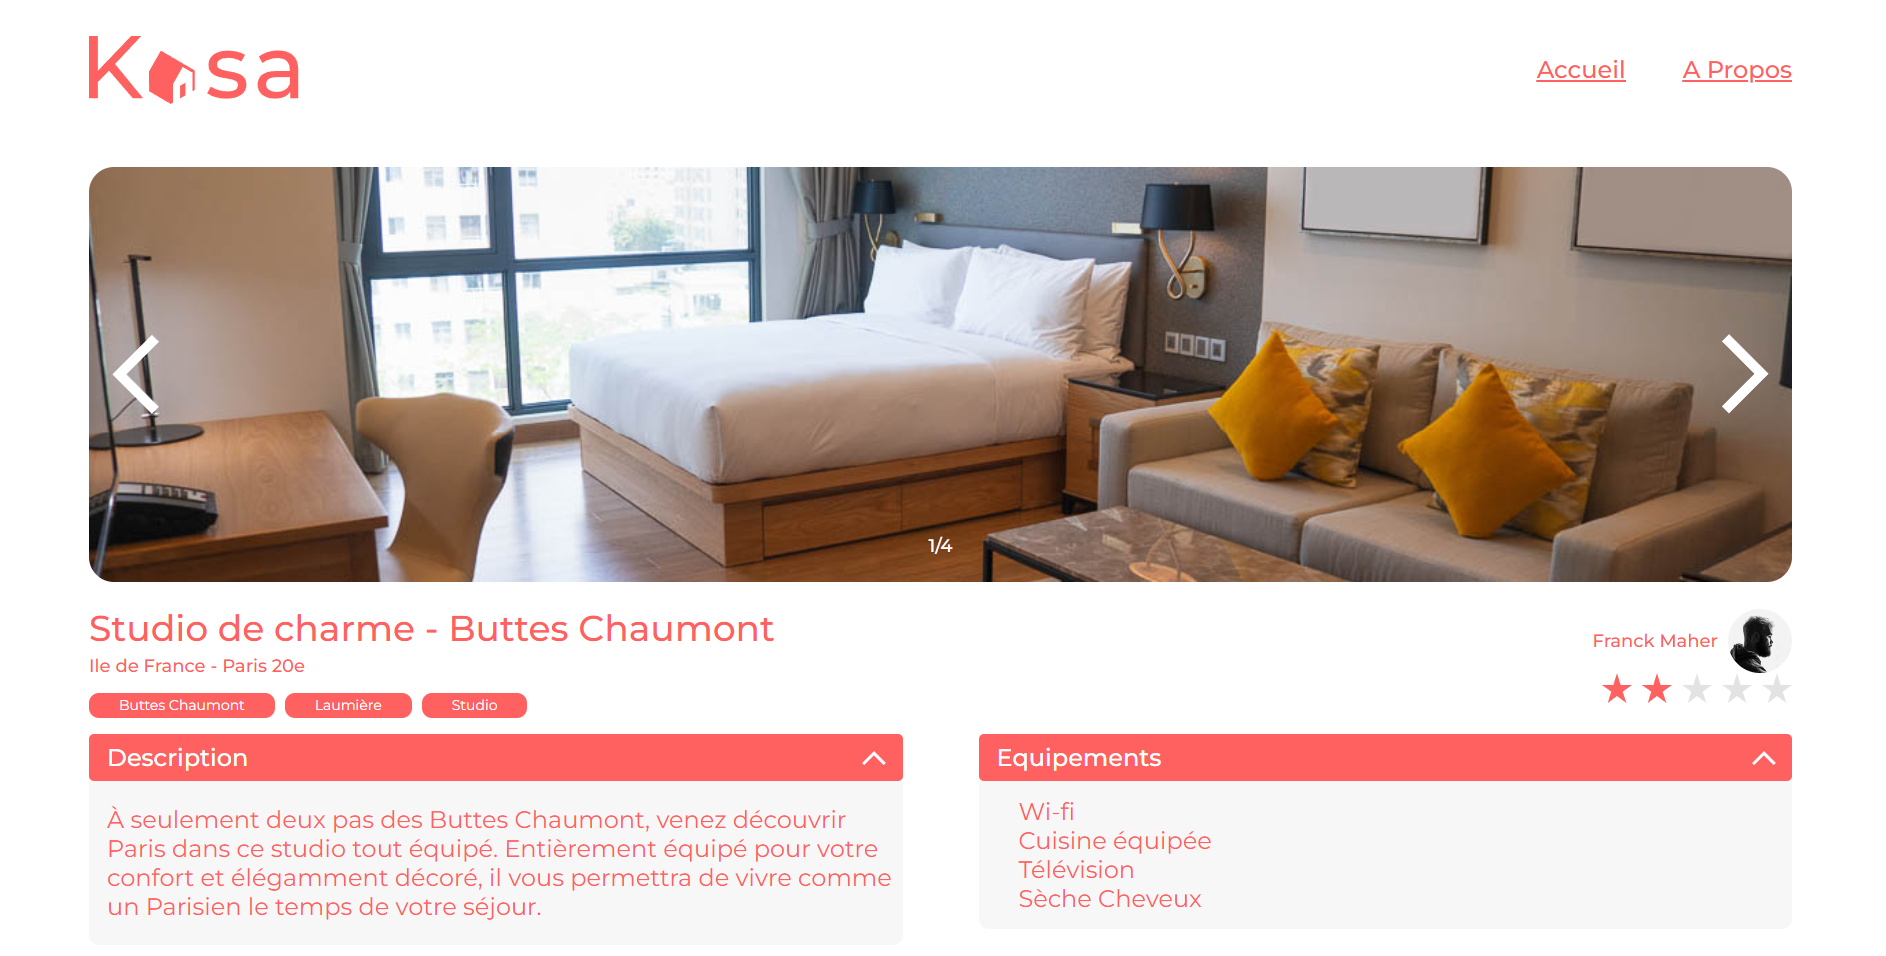 Kasa
Accueil
A Propos
1/4
Studio de charme - Buttes Chaumont
Ile de France - Paris 20e
Buttes Chaumont
Laumière
Studio
Franck Maher
Description
À seulement deux pas des Buttes Chaumont, venez découvrir
Paris dans ce studio tout équipé. Entièrement équipé pour votre
confort et élégamment décoré, il vous permettra de vivre comme
un Parisien le temps de votre séjour.
Equipements
Wi-fi
Cuisine équipée
Télévision
Sèche Cheveux